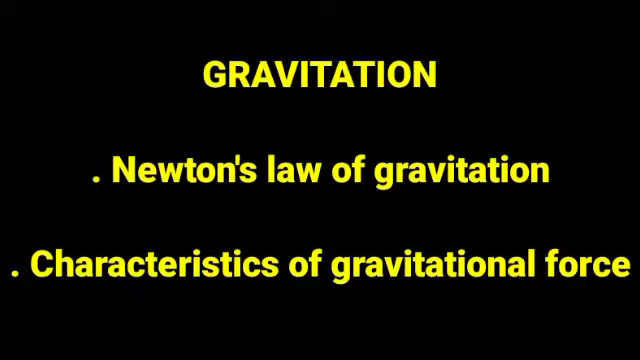 GRAVITATION
. Newton's law of gravitation
. Characteristics of gravitational force